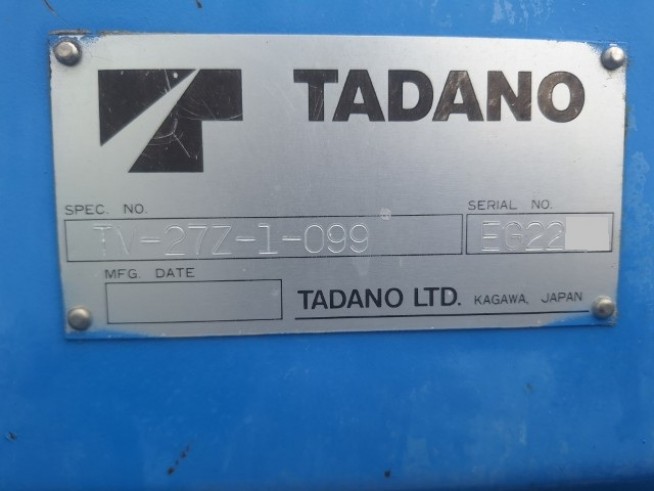 TADANO
SPEC. NO.
TV-27Z-1-099
SERIAL NO.
EG22
MFG. DATE
TADANO LTD. KAGAWA, JAPAN